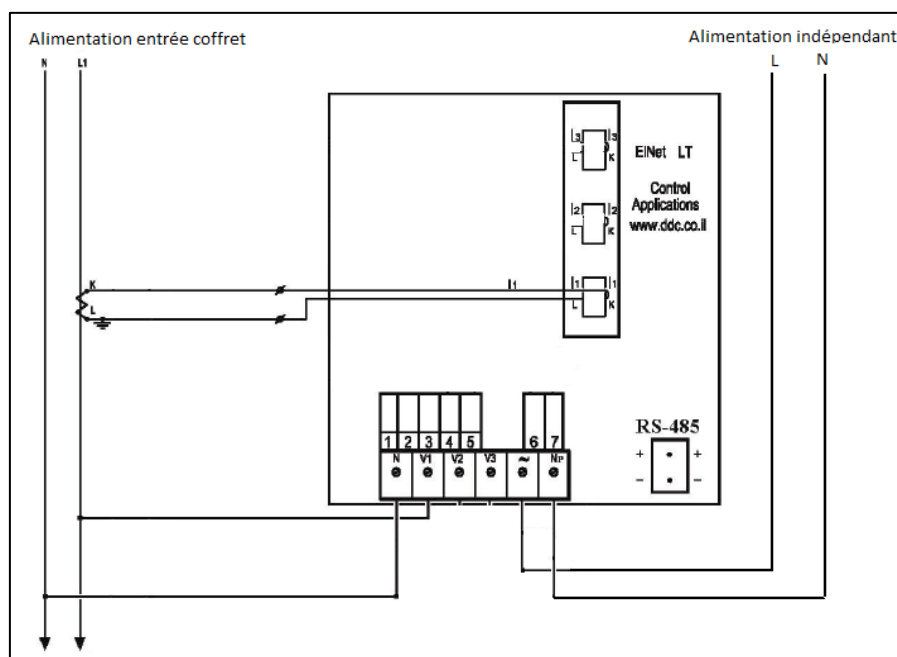 Alimentation entrée coffret
Alimentation indépendant
N L1
L N
I3 I3
L K
ElNet LT
Control
Applications
www.ddc.co.il
I2 I2
L K
K
I1
I1 I1
L
L K
1 2 3 4 5 6 7
RS-485
N V1 V2 V3 ~ NP
+ +
- -